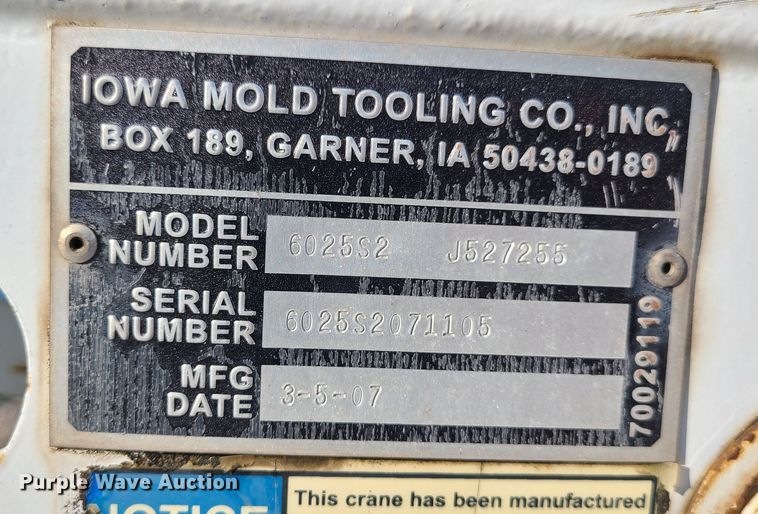 IOWA MOLD TOOLING CO., INC.
BOX 189, GARNER, IA 50438-0189
MODEL NUMBER 6025S2 J527255
SERIAL NUMBER 6025S2071105
MFG DATE 3-5-07
70029119
Purple Wave Auction
NOTICE
This crane has been manufactured